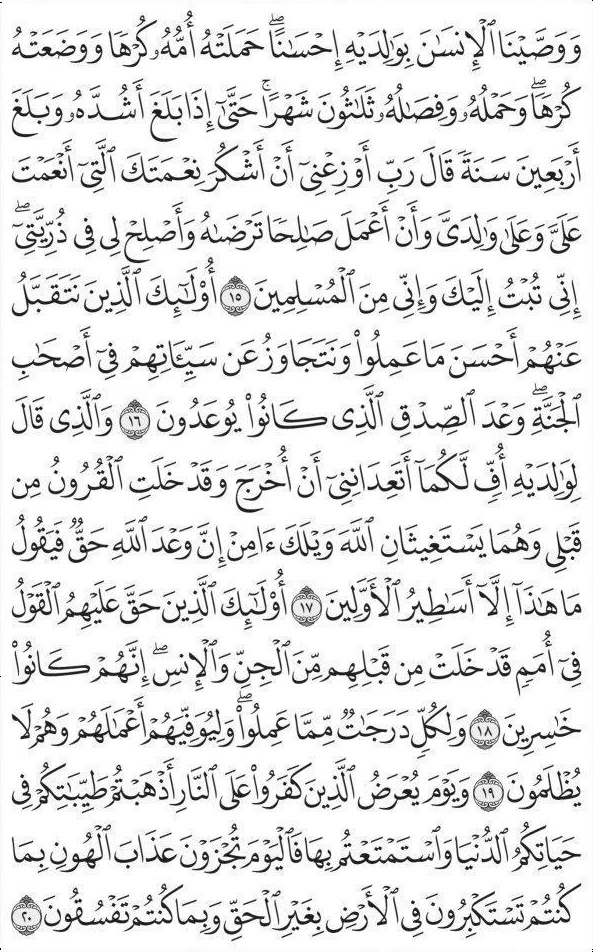 وَوَصَّيْنَا ٱلْإِنسَٰنَ بِوَٰلِدَيْهِ إِحْسَٰنًاۖ حَمَلَتْهُ أُمُّهُۥ كُرْهًا وَوَضَعَتْهُ
كُرْهًاۖ وَحَمْلُهُۥ وَفِصَٰلُهُۥ ثَلَٰثُونَ شَهْرًاۚ حَتَّىٰٓ إِذَا بَلَغَ أَشُدَّهُۥ وَبَلَغَ
أَرْبَعِينَ سَنَةً قَالَ رَبِّ أَوْزِعْنِىٓ أَنْ أَشْكُرَ نِعْمَتَكَ ٱلَّتِىٓ أَنْعَمْتَ
عَلَىَّ وَعَلَىٰ وَٰلِدَىَّ وَأَنْ أَعْمَلَ صَٰلِحًا تَرْضَىٰهُ وَأَصْلِحْ لِى فِى ذُرِّيَّتِىٓۖ
إِنِّى تُبْتُ إِلَيْكَ وَإِنِّى مِنَ ٱلْمُسْلِمِينَ ١٥ أُو۟لَٰٓئِكَ ٱلَّذِينَ نَتَقَبَّلُ
عَنْهُمْ أَحْسَنَ مَا عَمِلُوا۟ وَنَتَجَاوَزُ عَن سَيِّـَٔاتِهِمْ فِىٓ أَصْحَٰبِ
ٱلْجَنَّةِۖ وَعْدَ ٱلصِّدْقِ ٱلَّذِى كَانُوا۟ يُوعَدُونَ ١٦ وَٱلَّذِى قَالَ
لِوَٰلِدَيْهِ أُفٍّ لَّكُمَآ أَتَعِدَانِنِىٓ أَنْ أُخْرَجَ وَقَدْ خَلَتِ ٱلْقُرُونُ مِن
قَبْلِى وَهُمَا يَسْتَغِيثَانِ ٱللَّهَ وَيْلَكَ ءَامِنْ إِنَّ وَعْدَ ٱللَّهِ حَقٌّ فَيَقُولُ
مَا هَٰذَآ إِلَّآ أَسَٰطِيرُ ٱلْأَوَّلِينَ ١٧ أُو۟لَٰٓئِكَ ٱلَّذِينَ حَقَّ عَلَيْهِمُ ٱلْقَوْلُ
فِىٓ أُمَمٍ قَدْ خَلَتْ مِن قَبْلِهِم مِّنَ ٱلْجِنِّ وَٱلْإِنسِۖ إِنَّهُمْ كَانُوا۟
خَٰسِرِينَ ١٨ وَلِكُلٍّ دَرَجَٰتٌ مِّمَّا عَمِلُوا۟ۖ وَلِيُوَفِّيَهُمْ أَعْمَٰلَهُمْ وَهُمْ لَا
يُظْلَمُونَ ١٩ وَيَوْمَ يُعْرَضُ ٱلَّذِينَ كَفَرُوا۟ عَلَى ٱلنَّارِ أَذْهَبْتُمْ طَيِّبَٰتِكُمْ فِى
حَيَاتِكُمُ ٱلدُّنْيَا وَٱسْتَمْتَعْتُم بِهَا فَٱلْيَوْمَ تُجْزَوْنَ عَذَابَ ٱلْهُونِ بِمَا
كُنتُمْ تَسْتَكْبِرُونَ فِى ٱلْأَرْضِ بِغَيْرِ ٱلْحَقِّ وَبِمَا كُنتُمْ تَفْسُقُونَ ٢٠